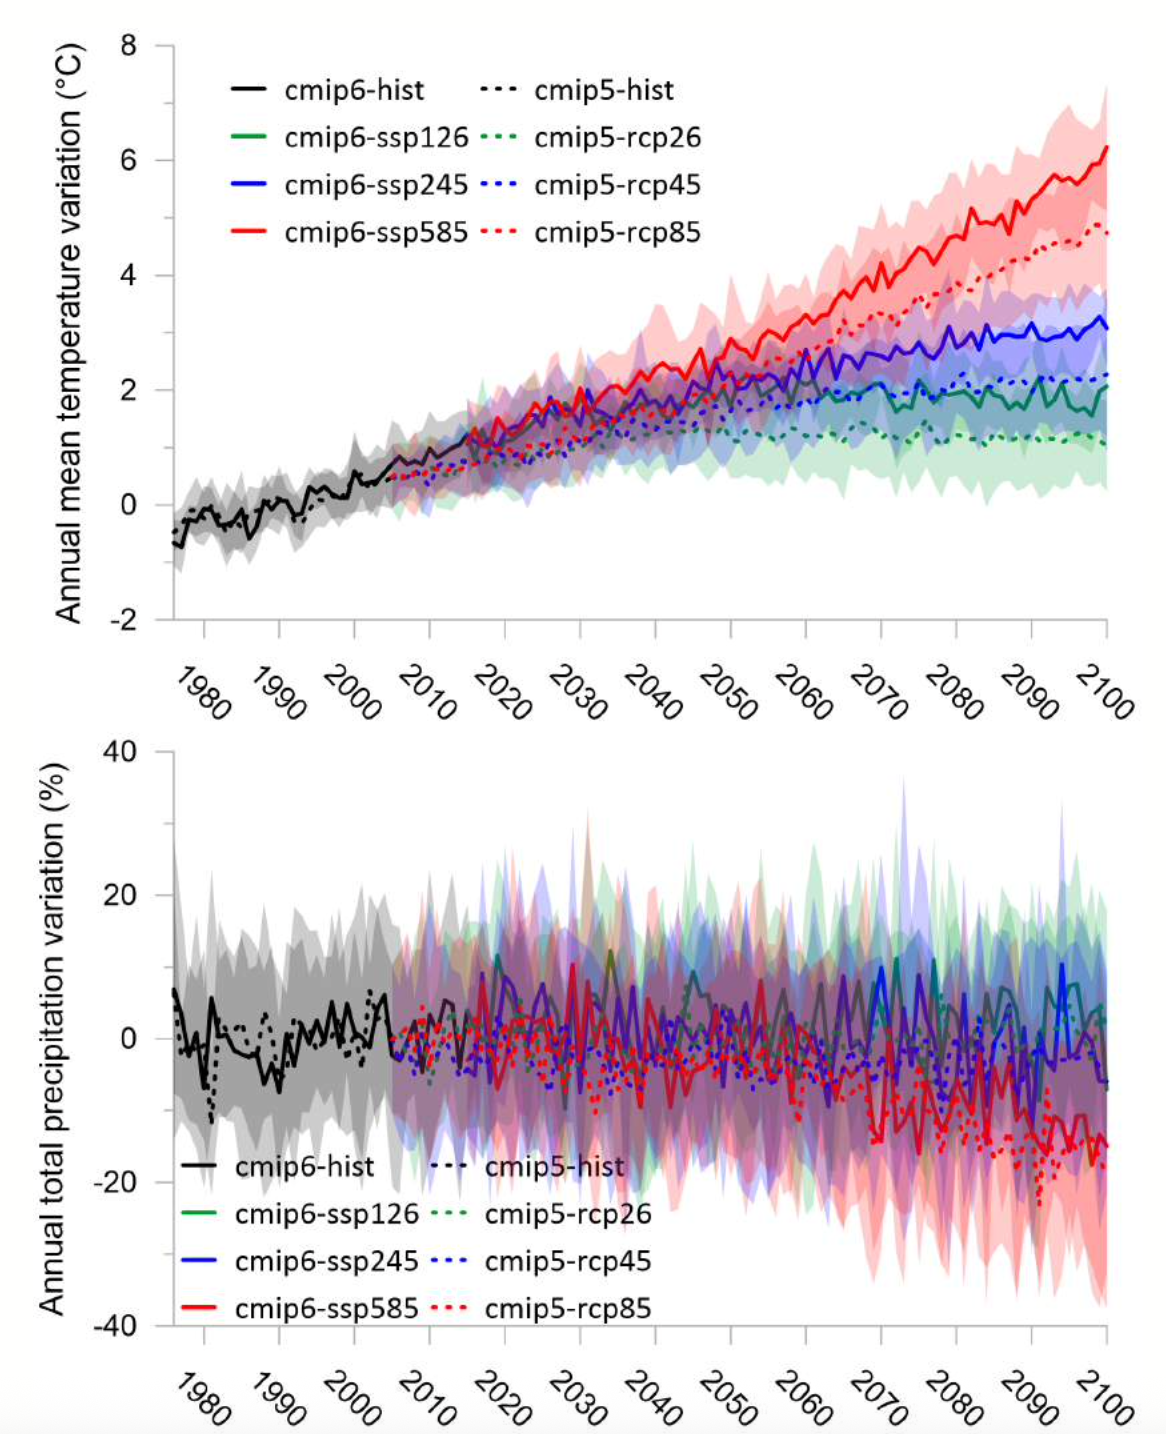 Annual mean temperature variation (°C)
8
6
4
2
0
-2
cmip6-hist cmip5-hist
cmip6-ssp126 cmip5-rcp26
cmip6-ssp245 cmip5-rcp45
cmip6-ssp585 cmip5-rcp85
1980 1990 2000 2010 2020 2030 2040 2050 2060 2070 2080 2090 2100
Annual total precipitation variation (%)
40
20
0
-20
-40
cmip6-hist cmip5-hist
cmip6-ssp126 cmip5-rcp26
cmip6-ssp245 cmip5-rcp45
cmip6-ssp585 cmip5-rcp85
1980 1990 2000 2010 2020 2030 2040 2050 2060 2070 2080 2090 2100